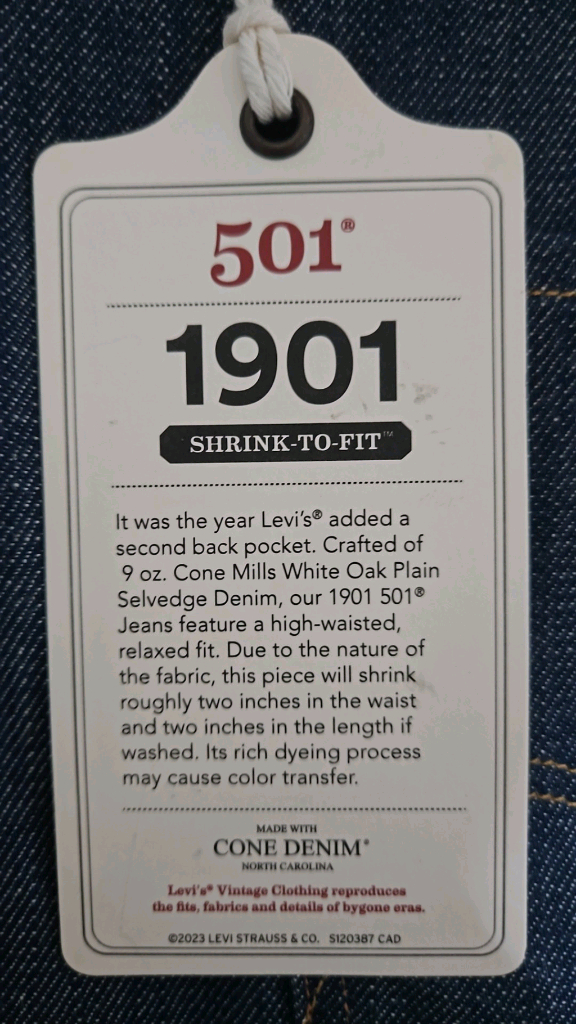 501®
1901
SHRINK-TO-FIT™
It was the year Levi's® added a
second back pocket. Crafted of
9 oz. Cone Mills White Oak Plain
Selvedge Denim, our 1901 501®
Jeans feature a high-waisted,
relaxed fit. Due to the nature of
the fabric, this piece will shrink
roughly two inches in the waist
and two inches in the length if
washed. Its rich dyeing process
may cause color transfer.
MADE WITH
CONE DENIM®
NORTH CAROLINA
Levi's® Vintage Clothing reproduces
the fits, fabrics and details of bygone eras.
©2023 LEVI STRAUSS & CO. S120387 CAD